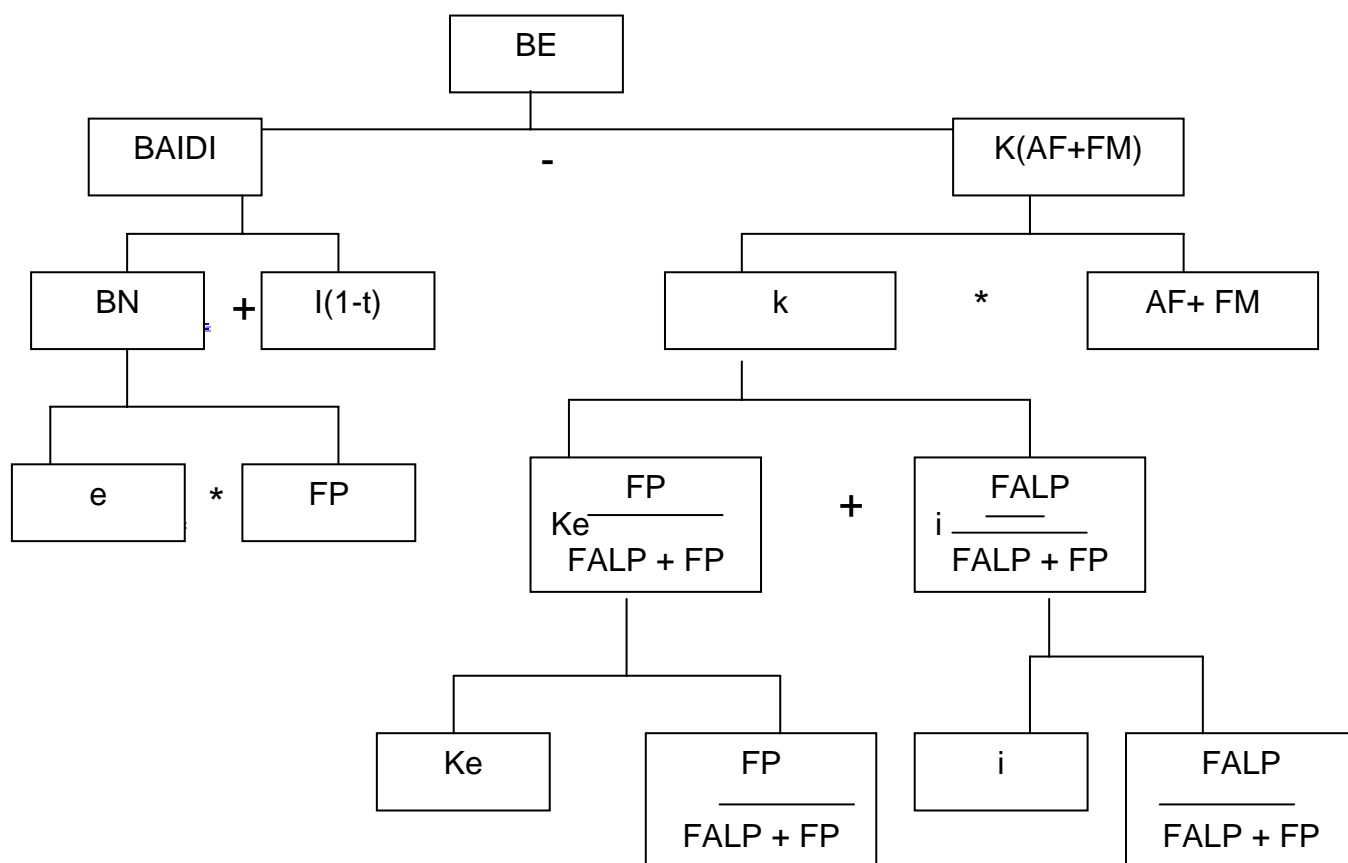 BE
BAIDI
-
K(AF+FM)
BN
+
I(1-t)
k
*
AF+ FM
e
*
FP
FP
Ke
FALP + FP
+
FALP
i
FALP + FP
Ke
FP
FALP + FP
i
FALP
FALP + FP